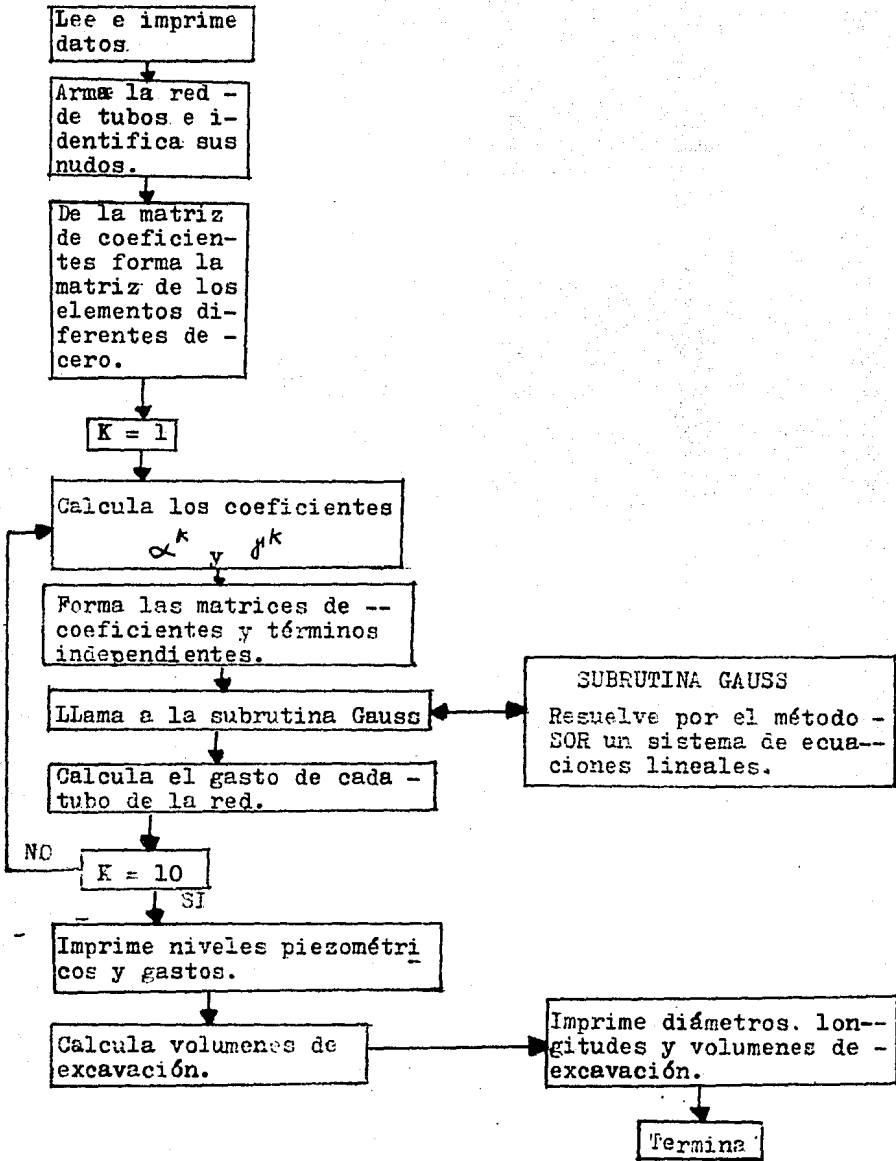 Lee e imprime
datos.
Arma la red -
de tubos e i-
dentifica sus
nudos.
De la matriz
de coeficien-
tes forma la
matriz de los
elementos di-
ferentes de -
cero.
K = 1
Calcula los coeficientes
α^k y γ^k
Forma las matrices de --
coeficientes y términos
independientes.
LLama a la subrutina Gauss
SUBRUTINA GAUSS
Resuelve por el método -
SOR un sistema de ecua--
ciones lineales.
Calcula el gasto de cada -
tubo de la red.
NO
K = 10
SI
Imprime niveles piezométri
cos y gastos.
Calcula volumenes de
excavación.
Imprime diámetros. lon--
gitudes y volumenes de -
excavación.
Termina